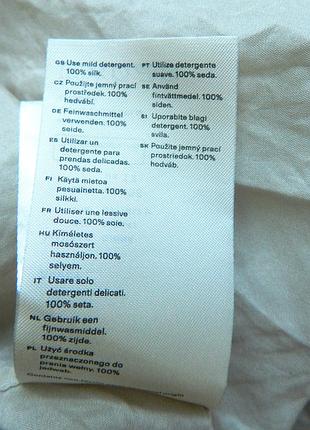 GB Use mild detergent.
100% silk.
CZ Použijte jemný prací
prostředek. 100%
hedvábí.
DE Feinwaschmittel
verwenden. 100%
seide.
ES Utilizar un
detergente para
prendas delicadas.
100% seda.
FI Käytä mietoa
pesuainetta. 100%
silkki.
FR Utiliser une lessive
douce. 100% soie.
HU Kíméletes
mosószert
használjon. 100%
selyem.
IT Usare solo
detergenti delicati.
100% seta.
NL Gebruik een
fijnwasmiddel.
100% zijde.
PL Użyć środka
przeznaczonego do
prania wełny. 100%
jedwab.
PT Utilize detergente
suave. 100% seda.
SE Använd
fintvättmedel. 100%
siden.
SI Uporabite blagi
detergent. 100%
svila.
SK Použite jemný prací
prostriedok. 100%
hodváb.